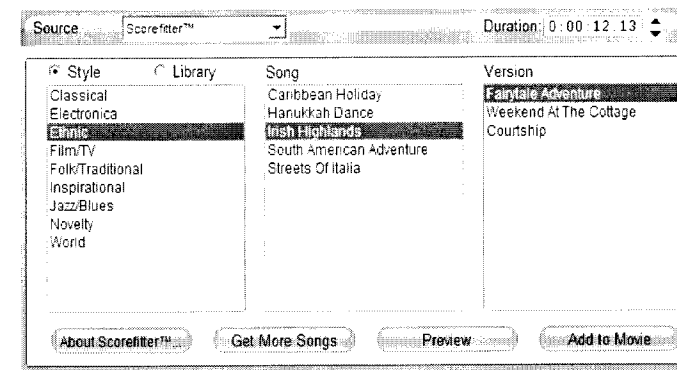 Source Scorefitter™ Duration: 0:00:12.13
Style Library Song Version
Classical
Electronica
Ethnic
Film/TV
Folk/Traditional
Inspirational
Jazz/Blues
Novelty
World
Caribbean Holiday
Hanukkah Dance
Irish Highlands
South American Adventure
Streets Of Italia
Fairytale Adventure
Weekend At The Cottage
Courtship
About Scorefitter™... Get More Songs Preview Add to Movie